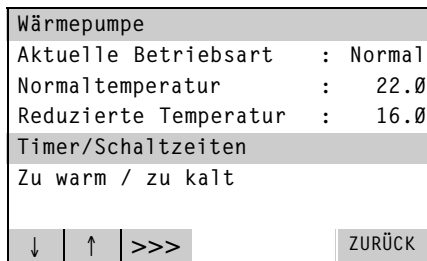 Wärmepumpe
Aktuelle Betriebsart : Normal
Normaltemperatur : 22.0
Reduzierte Temperatur : 16.0
Timer/Schaltzeiten
Zu warm / zu kalt
↓ ↑ >>> ZURÜCK